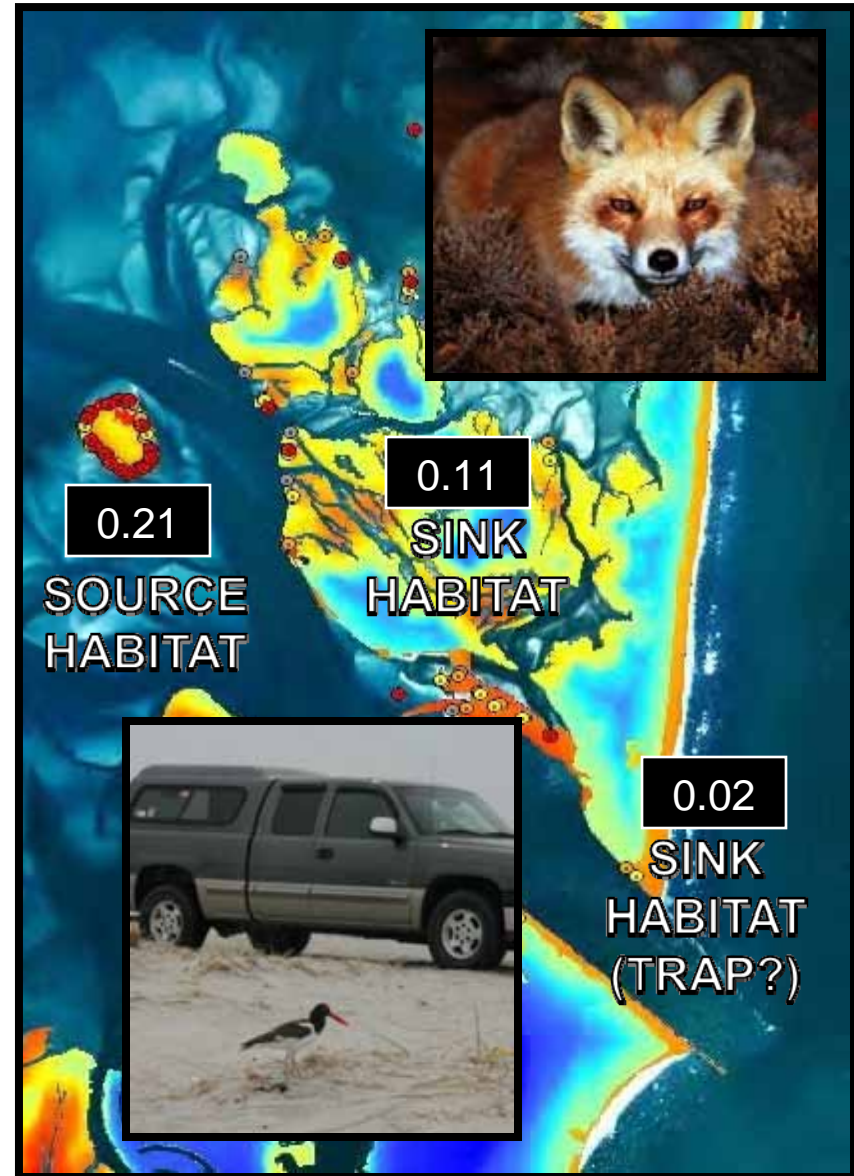 0.21
SOURCE
HABITAT
0.11
SINK
HABITAT
0.02
SINK
HABITAT
(TRAP?)